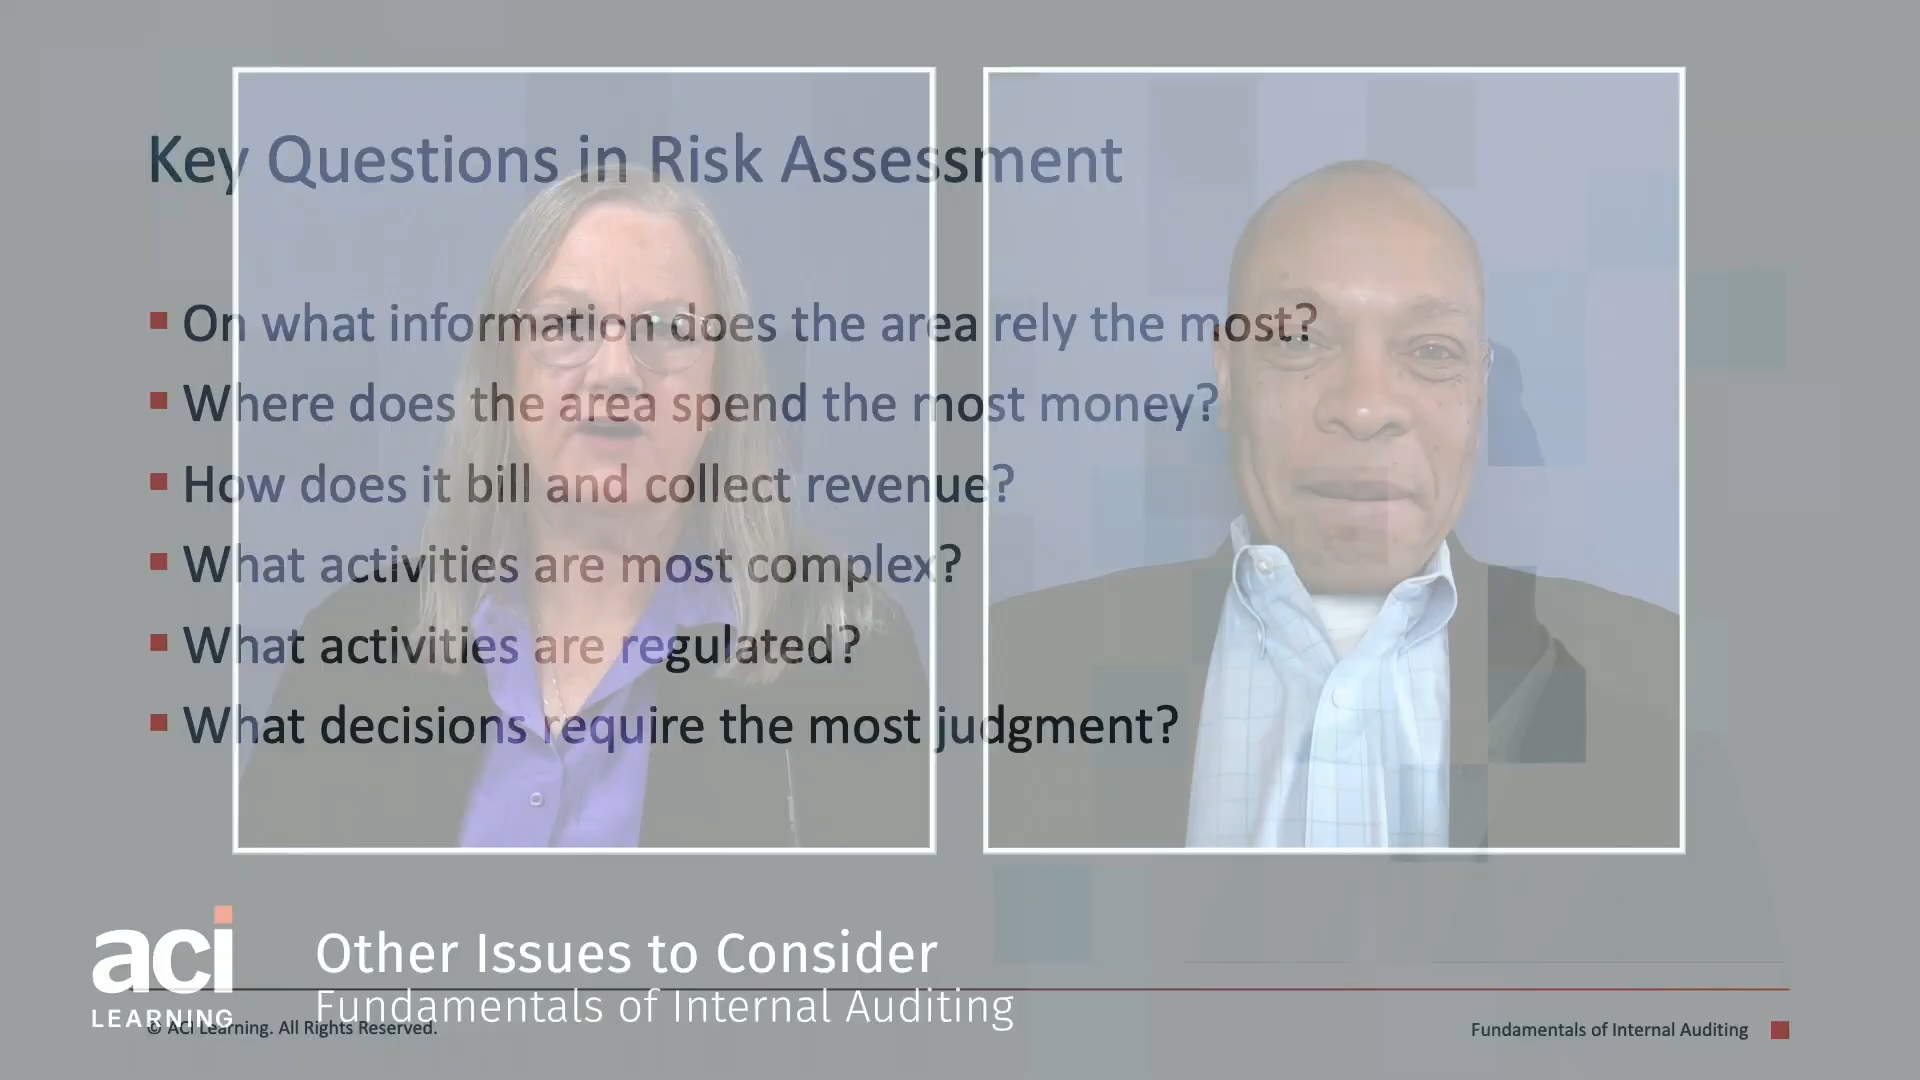 Key Questions in Risk Assessment
On what information does the area rely the most?
Where does the area spend the most money?
How does it bill and collect revenue?
What activities are most complex?
What activities are regulated?
What decisions require the most judgment?
aci
LEARNING
Other Issues to Consider
Fundamentals of Internal Auditing
© ACI Learning. All Rights Reserved.
Fundamentals of Internal Auditing